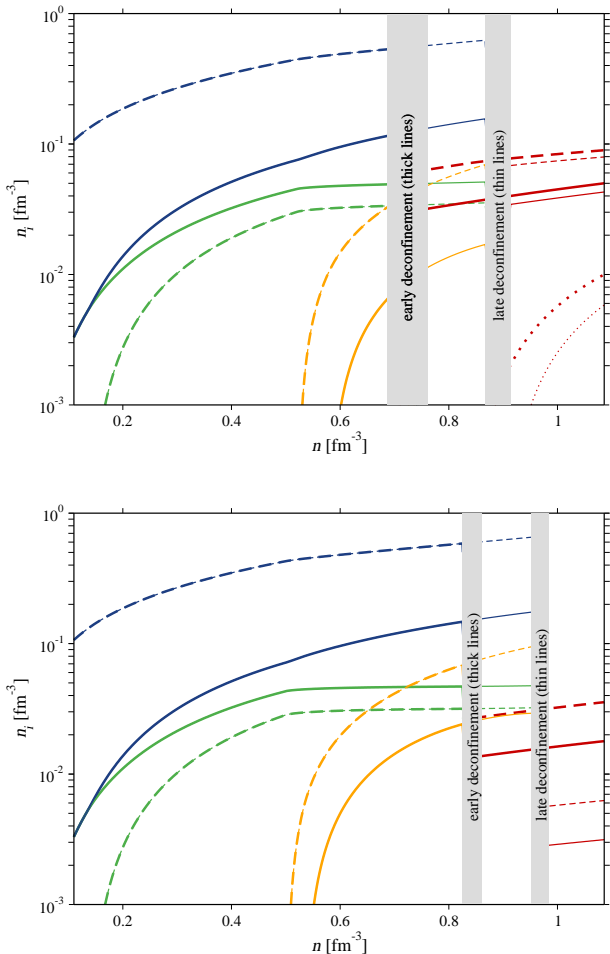 10^0
10^-1
10^-2
10^-3
n_i [fm^-3]
early deconfinement (thick lines)
late deconfinement (thin lines)
0.2 0.4 0.6 0.8 1
n [fm^-3]
10^0
10^-1
10^-2
10^-3
n_i [fm^-3]
early deconfinement (thick lines)
late deconfinement (thin lines)
0.2 0.4 0.6 0.8 1
n [fm^-3]